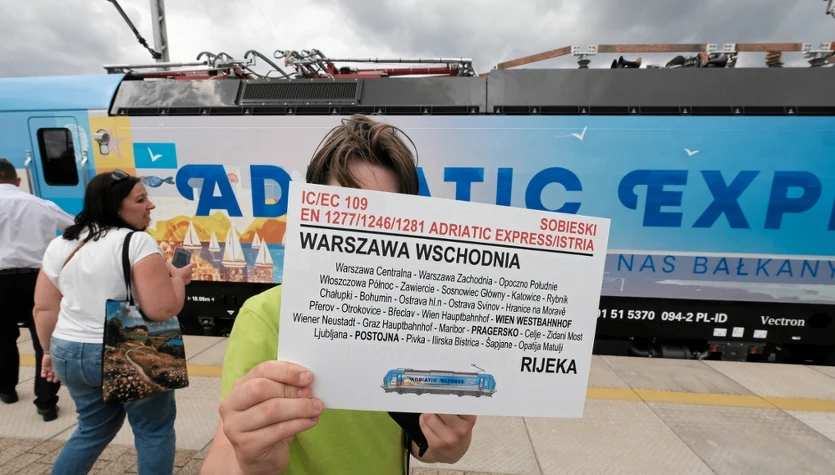 ADRIATIC EXP
NAS BAŁKANY
91 51 5370 094-2 PL-ID
Vectron
IC/EC 109
SOBIESKI
EN 1277/1246/1281 ADRIATIC EXPRESS/ISTRIA
WARSZAWA WSCHODNIA
Warszawa Centralna - Warszawa Zachodnia - Opoczno Południe
Włoszczowa Północ - Zawiercie - Sosnowiec Główny - Katowice - Rybnik
Chałupki - Bohumin - Ostrava hl.n - Ostrava Svinov - Hranice na Moravě
Přerov - Otrokovice - Břeclav - Wien Hauptbahnhof - WIEN WESTBAHNHOF
Wiener Neustadt - Graz Hauptbahnhof - Maribor - PRAGERSKO - Celje - Zidani Most
Ljubljana - POSTOJNA - Pivka - Ilirska Bistrica - Šapjane - Opatija Matulji
RIJEKA
ADRIATIC EXPRESS